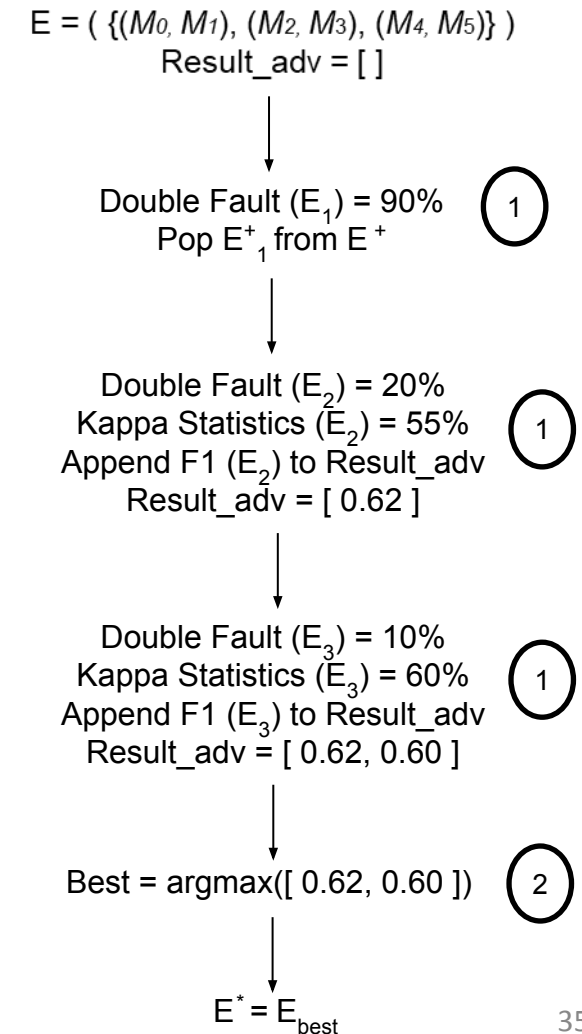 E = ( {(M₀, M₁), (M₂, M₃), (M₄, M₅)} )
Result_adv = [ ]
Double Fault (E₁) = 90%
Pop E⁺₁ from E⁺
1
Double Fault (E₂) = 20%
Kappa Statistics (E₂) = 55%
Append F1 (E₂) to Result_adv
Result_adv = [ 0.62 ]
1
Double Fault (E₃) = 10%
Kappa Statistics (E₃) = 60%
Append F1 (E₃) to Result_adv
Result_adv = [ 0.62, 0.60 ]
1
Best = argmax([ 0.62, 0.60 ])
2
E* = E_best
35